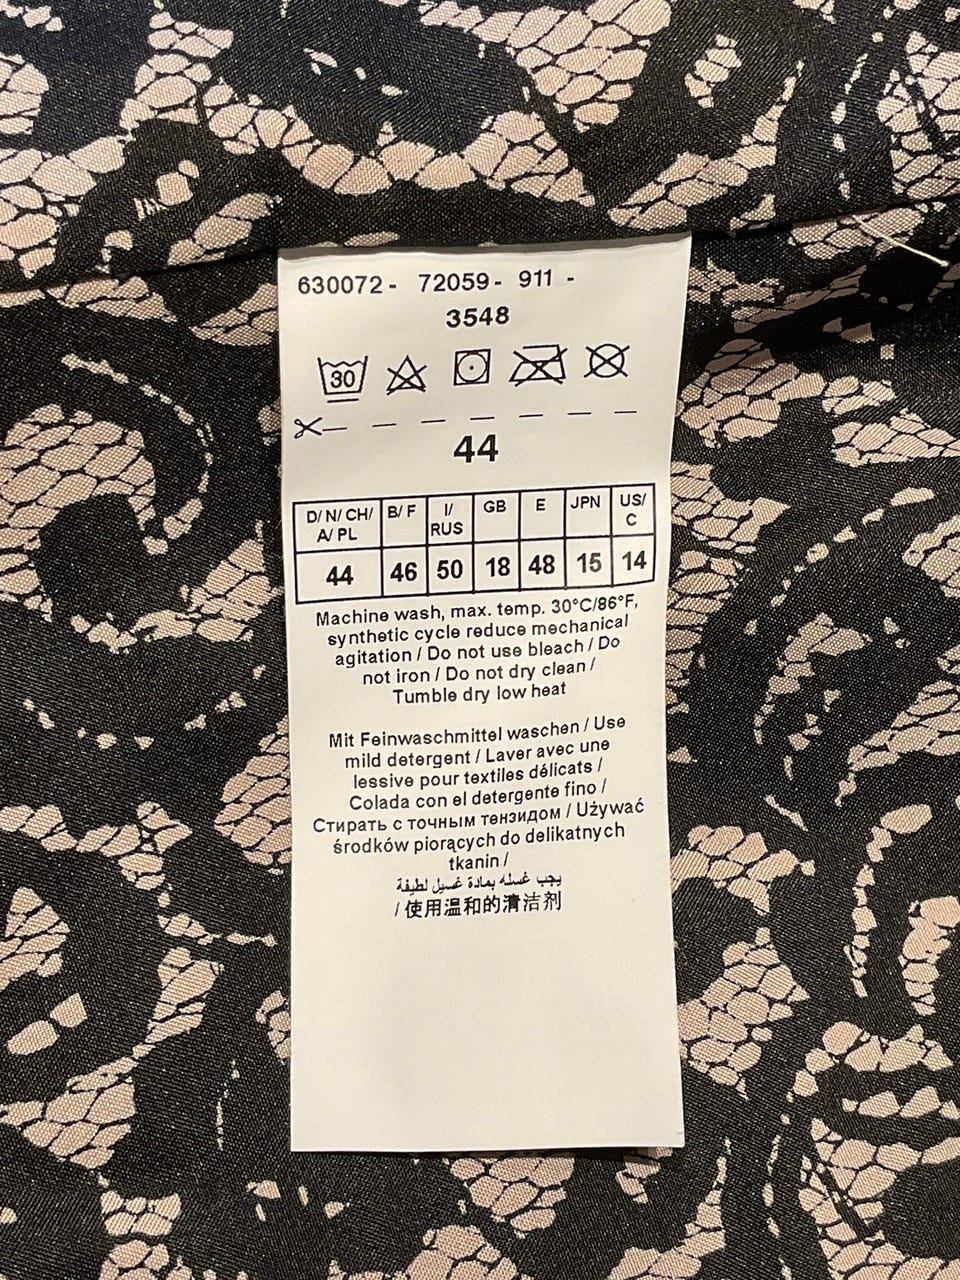 630072 - 72059 - 911 -
3548
30
44
D/ N/ CH/ A/ PL B/ F I/ RUS GB E JPN US/ C
44 46 50 18 48 15 14
Machine wash, max. temp. 30°C/86°F,
synthetic cycle reduce mechanical
agitation / Do not use bleach / Do
not iron / Do not dry clean /
Tumble dry low heat
Mit Feinwaschmittel waschen / Use
mild detergent / Laver avec une
lessive pour textiles délicats /
Colada con el detergente fino /
Стирать с точным тензидом / Używać
środków piorących do delikatnych
tkanin /
يجب غسله بمادة غسيل لطيفة
/ 使用温和的清洁剂